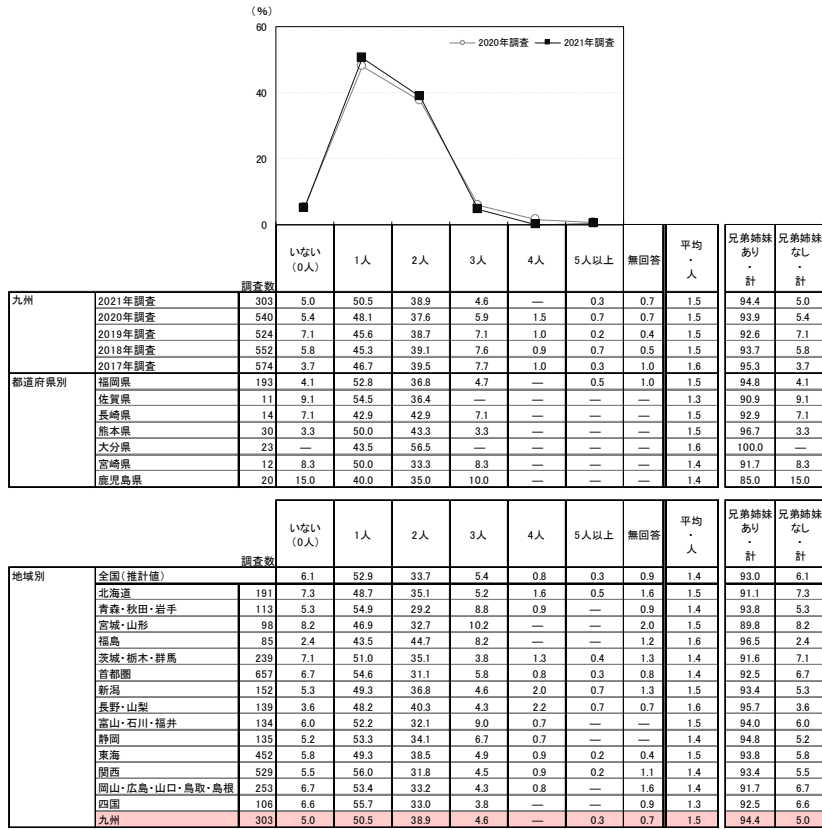 (%)
60
40
20
0
2020年調査 2021年調査
調査数 いない(0人) 1人 2人 3人 4人 5人以上 無回答 平均・人 兄弟姉妹あり・計 兄弟姉妹なし・計
九州 2021年調査 303 5.0 50.5 38.9 4.6 — 0.3 0.7 1.5 94.4 5.0
2020年調査 540 5.4 48.1 37.6 5.9 1.5 0.7 0.7 1.5 93.9 5.4
2019年調査 524 7.1 45.6 38.7 7.1 1.0 0.2 0.4 1.5 92.6 7.1
2018年調査 552 5.8 45.3 39.1 7.6 0.9 0.7 0.5 1.5 93.7 5.8
2017年調査 574 3.7 46.7 39.5 7.7 1.0 0.3 1.0 1.6 95.3 3.7
都道府県別 福岡県 193 4.1 52.8 36.8 4.7 — 0.5 1.0 1.5 94.8 4.1
佐賀県 11 9.1 54.5 36.4 — — — — 1.3 90.9 9.1
長崎県 14 7.1 42.9 42.9 7.1 — — — 1.5 92.9 7.1
熊本県 30 3.3 50.0 43.3 3.3 — — — 1.5 96.7 3.3
大分県 23 — 43.5 56.5 — — — — 1.6 100.0 —
宮崎県 12 8.3 50.0 33.3 8.3 — — — 1.4 91.7 8.3
鹿児島県 20 15.0 40.0 35.0 10.0 — — — 1.4 85.0 15.0
調査数 いない(0人) 1人 2人 3人 4人 5人以上 無回答 平均・人 兄弟姉妹あり・計 兄弟姉妹なし・計
地域別 全国(推計値) 6.1 52.9 33.7 5.4 0.8 0.3 0.9 1.4 93.0 6.1
北海道 191 7.3 48.7 35.1 5.2 1.6 0.5 1.6 1.5 91.1 7.3
青森・秋田・岩手 113 5.3 54.9 29.2 8.8 0.9 — 0.9 1.4 93.8 5.3
宮城・山形 98 8.2 46.9 32.7 10.2 — — 2.0 1.5 89.8 8.2
福島 85 2.4 43.5 44.7 8.2 — — 1.2 1.6 96.5 2.4
茨城・栃木・群馬 239 7.1 51.0 35.1 3.8 1.3 0.4 1.3 1.4 91.6 7.1
首都圏 657 6.7 54.6 31.1 5.8 0.8 0.3 0.8 1.4 92.5 6.7
新潟 152 5.3 49.3 36.8 4.6 2.0 0.7 1.3 1.5 93.4 5.3
長野・山梨 139 3.6 48.2 40.3 4.3 2.2 0.7 0.7 1.6 95.7 3.6
富山・石川・福井 134 6.0 52.2 32.1 9.0 0.7 — — 1.5 94.0 6.0
静岡 135 5.2 53.3 34.1 6.7 0.7 — — 1.4 94.8 5.2
東海 452 5.8 49.3 38.5 4.9 0.9 0.2 0.4 1.5 93.8 5.8
関西 529 5.5 56.0 31.8 4.5 0.9 0.2 1.1 1.4 93.4 5.5
岡山・広島・山口・鳥取・島根 253 6.7 53.4 33.2 4.3 0.8 — 1.6 1.4 91.7 6.7
四国 106 6.6 55.7 33.0 3.8 — — 0.9 1.3 92.5 6.6
九州 303 5.0 50.5 38.9 4.6 — 0.3 0.7 1.5 94.4 5.0